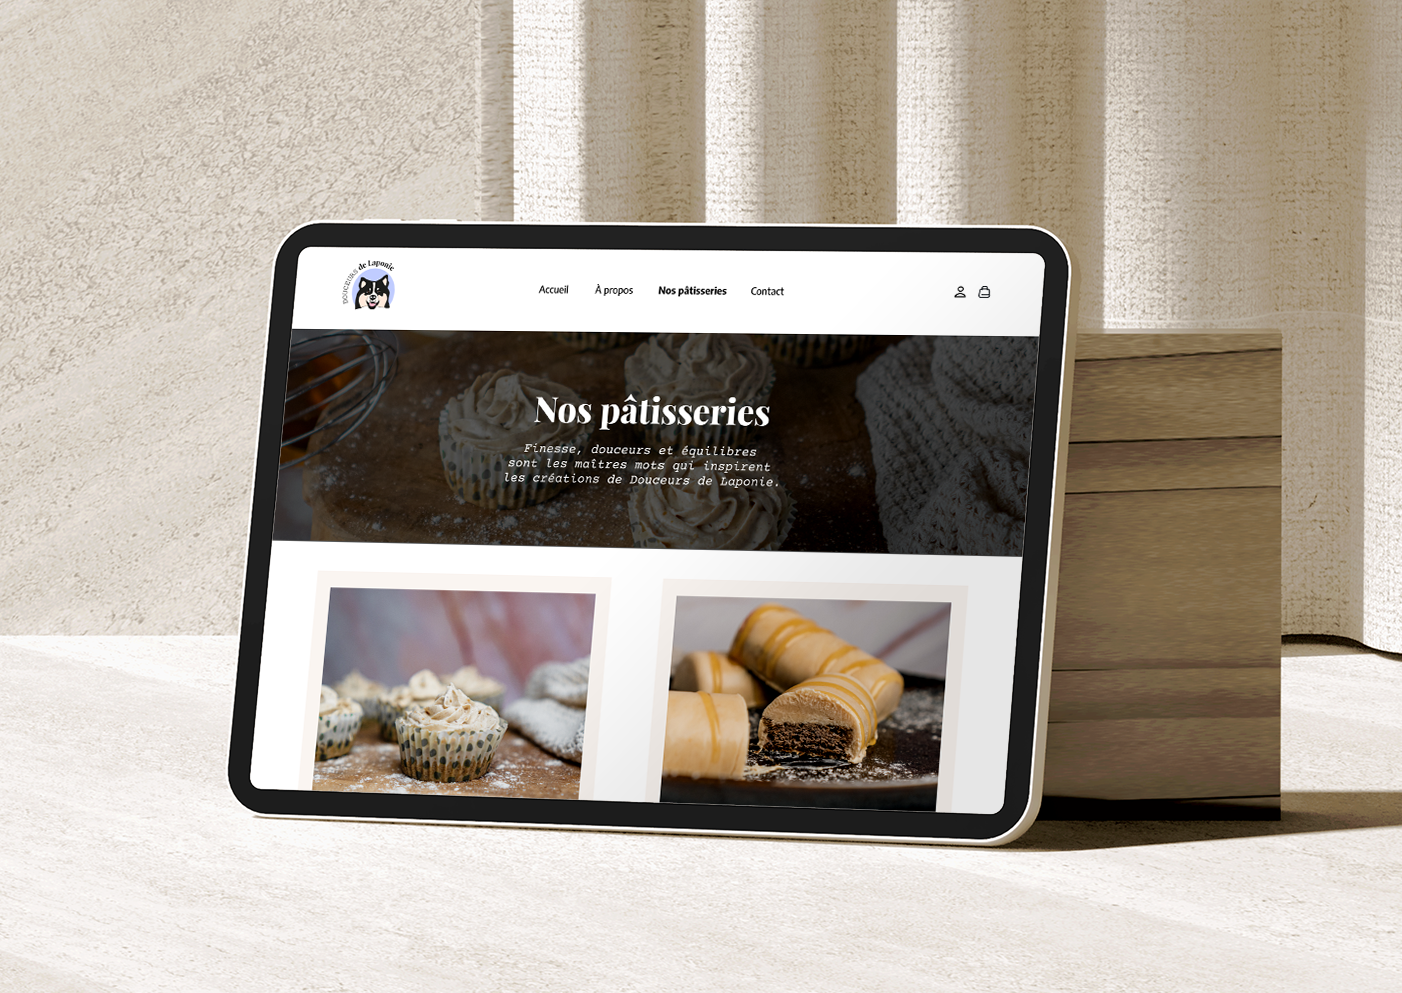 DOUCEURS de Laponie
Accueil
À propos
Nos pâtisseries
Contact
Nos pâtisseries
Finesse, douceurs et équilibres
sont les maîtres mots qui inspirent
les créations de Douceurs de Laponie.